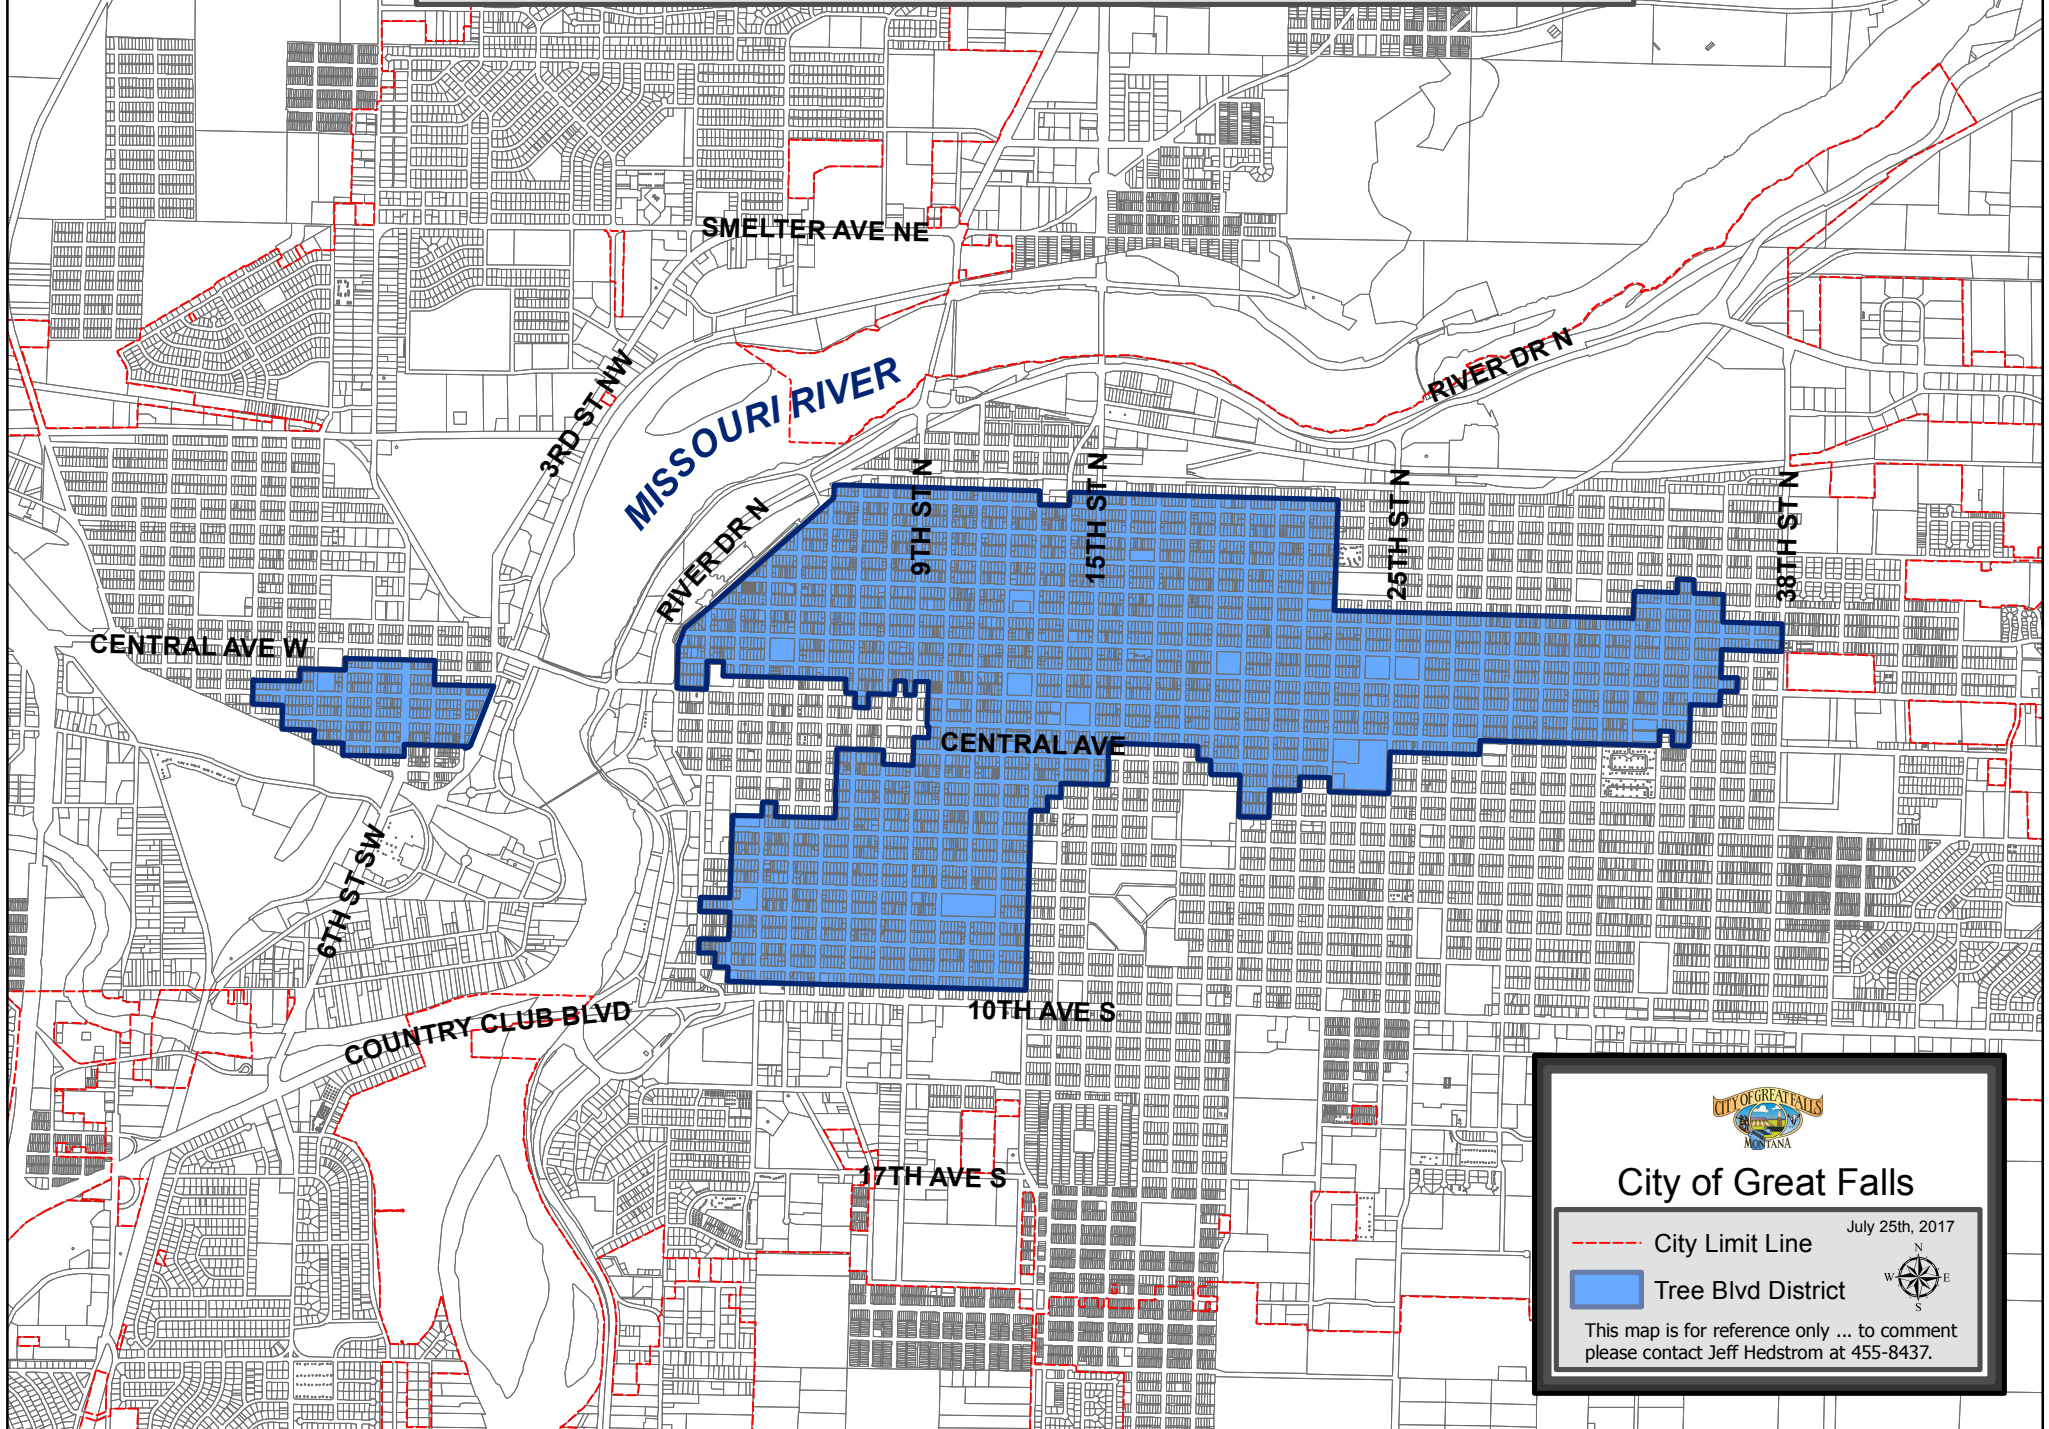 SMELTER AVE NE
3RD ST NW
MISSOURI RIVER
RIVER DR N
RIVER DR N
9TH ST N
15TH ST N
25TH ST N
38TH ST N
CENTRAL AVE W
CENTRAL AVE
6TH ST SW
COUNTRY CLUB BLVD
10TH AVE S
17TH AVE S
CITY OF GREAT FALLS
MONTANA
City of Great Falls
July 25th, 2017
City Limit Line
N
W E
S
Tree Blvd District
This map is for reference only ... to comment
please contact Jeff Hedstrom at 455-8437.